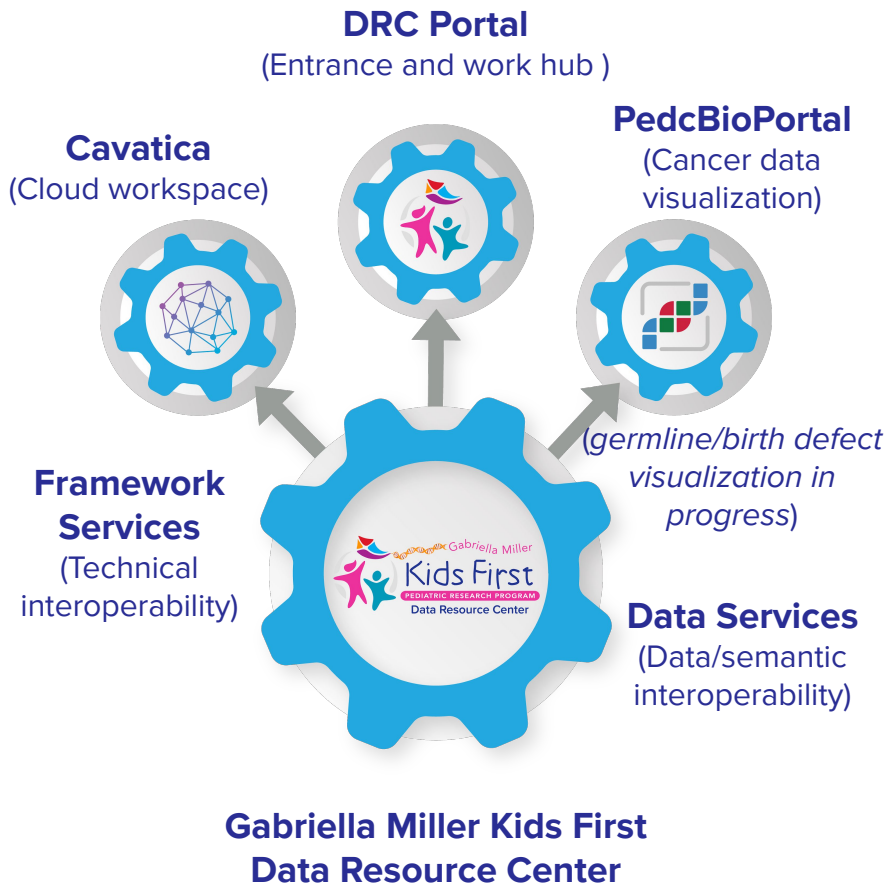 DRC Portal
(Entrance and work hub )
PedcBioPortal
(Cancer data
visualization)
Cavatica
(Cloud workspace)
(germline/birth defect
visualization in
progress)
Framework
Services
(Technical
interoperability)
Gabriella Miller
Kids First
PEDIATRIC RESEARCH PROGRAM
Data Resource Center
Data Services
(Data/semantic
interoperability)
Gabriella Miller Kids First
Data Resource Center